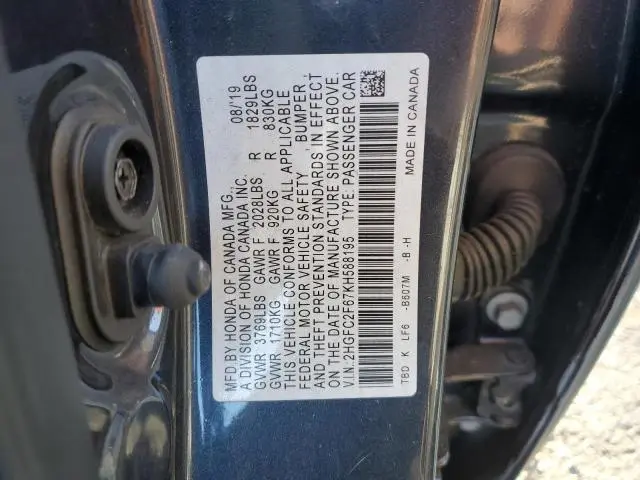 MFD.BY HONDA OF CANADA MFG., 08/'19
A DIVISION OF HONDA CANADA INC.
GVWR 3769LBS GAWR F 2028LBS R 1829LBS
GVWR 1710KG GAWR F 920KG R 830KG
THIS VEHICLE CONFORMS TO ALL APPLICABLE
FEDERAL MOTOR VEHICLE SAFETY , BUMPER ,
AND THEFT PREVENTION STANDARDS IN EFFECT
ON THE DATE OF MANUFACTURE SHOWN ABOVE.
V.I.N.:2HGFC2F67KH588195 TYPE: PASSENGER CAR
TBD K LF6 -B607M -B -H MADE IN CANADA